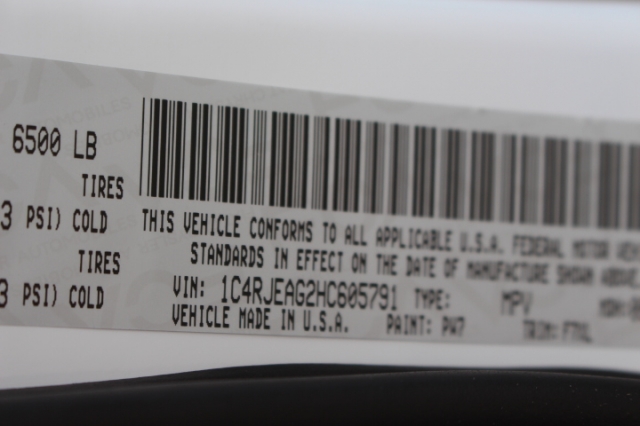 6500 LB
TIRES
3 PSI) COLD
TIRES
3 PSI) COLD
THIS VEHICLE CONFORMS TO ALL APPLICABLE U.S.A. FEDERAL MOTOR
STANDARDS IN EFFECT ON THE DATE OF MANUFACTURE SHOWN ABOVE
VIN: 1C4RJEAG2HC605791 TYPE: MPV
VEHICLE MADE IN U.S.A. PAINT: PW7 TRIM: